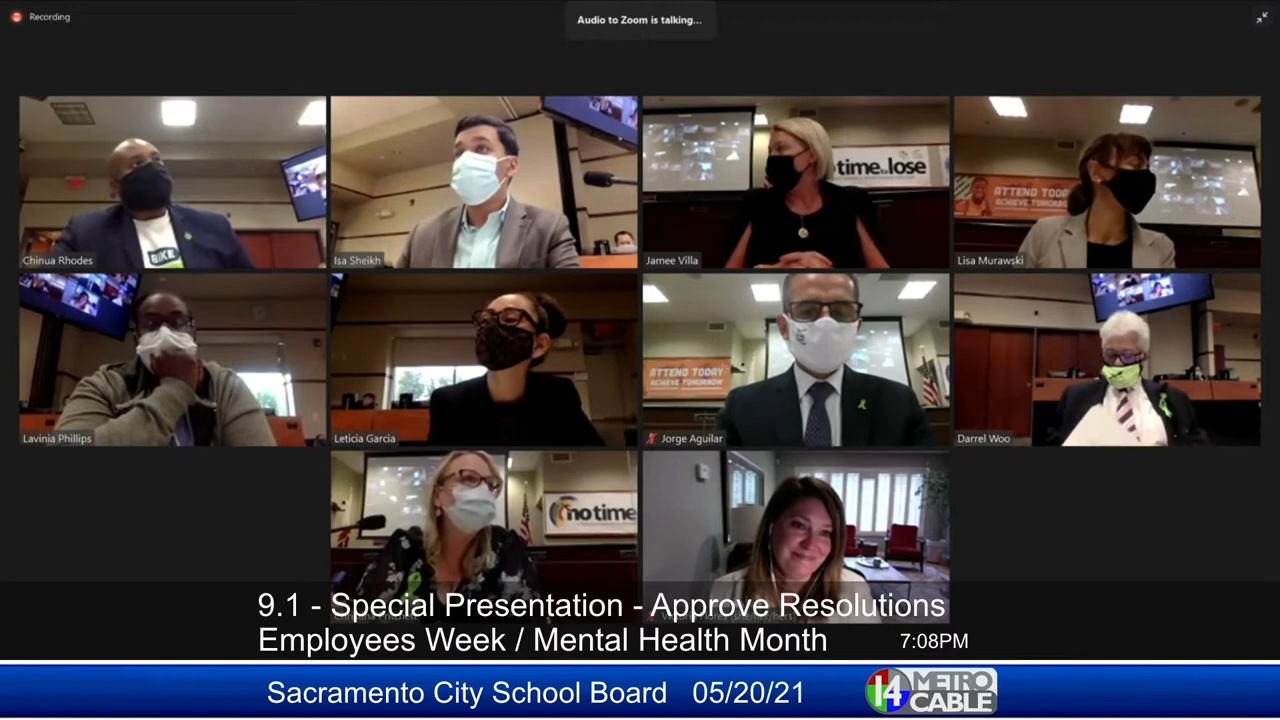 Recording
Audio to Zoom is talking...
time to lose
ATTEND TODAY
ACHIEVE TOMORROW
BIKE
Chinua Rhodes
Isa Sheikh
Jamee Villa
Lisa Murawski
ATTEND TODAY
ACHIEVE TOMORROW
Lavinia Phillips
Leticia Garcia
Jorge Aguilar
Darrel Woo
no time
9.1 - Special Presentation - Approve Resolutions
Employees Week / Mental Health Month
7:08PM
Sacramento City School Board 05/20/21
14 METRO
CABLE